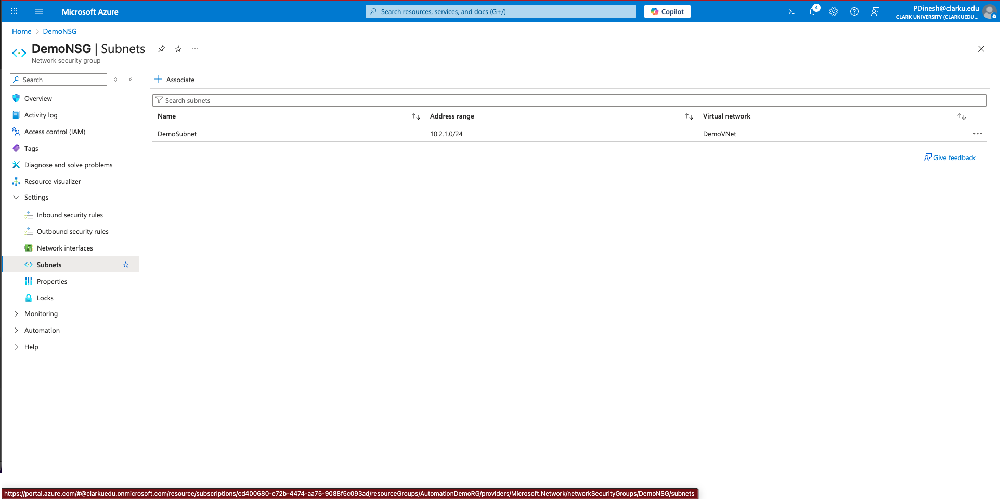 Microsoft Azure
Search resources, services, and docs (G+/)
Copilot
4
PDinesh@clarku.edu
CLARK UNIVERSITY (CLARKUEDU...
Home > DemoNSG
DemoNSG | Subnets
Network security group
Search
Associate
Overview
Activity log
Access control (IAM)
Tags
Diagnose and solve problems
Resource visualizer
Settings
Inbound security rules
Outbound security rules
Network interfaces
Subnets
Properties
Locks
Monitoring
Automation
Help
Search subnets
Name Address range Virtual network
DemoSubnet 10.2.1.0/24 DemoVNet
Give feedback
https://portal.azure.com/#@clarkuedu.onmicrosoft.com/resource/subscriptions/cd400680-e72b-4474-aa75-9088f5c093ad/resourceGroups/AutomationDemoRG/providers/Microsoft.Network/networkSecurityGroups/DemoNSG/subnets